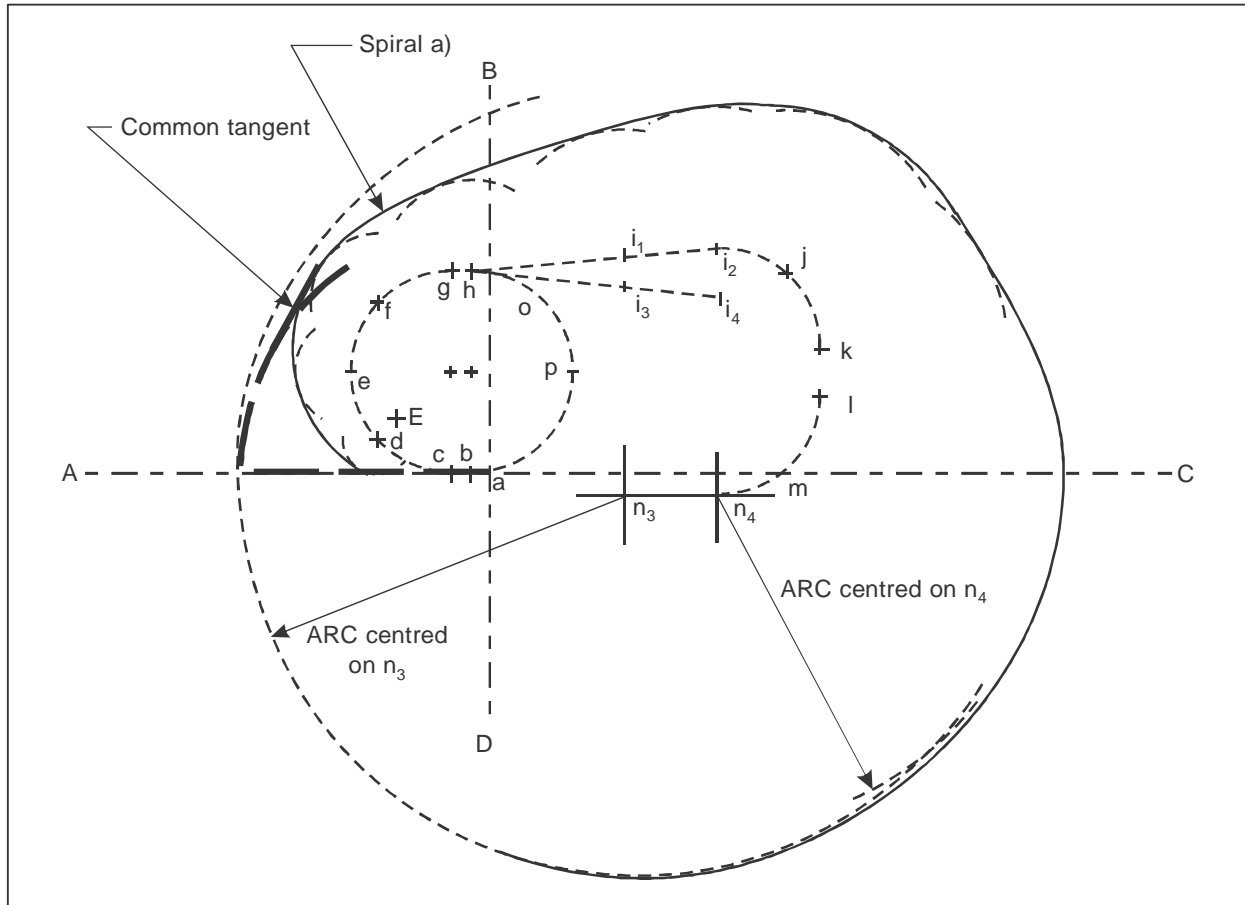 Spiral a)
B
Common tangent
i₁
i₂
j
g h
o
i₃
i₄
f
k
e
p
E
l
d
c b
a
A
m
C
n₃
n₄
ARC centred on n₄
ARC centred
on n₃
D